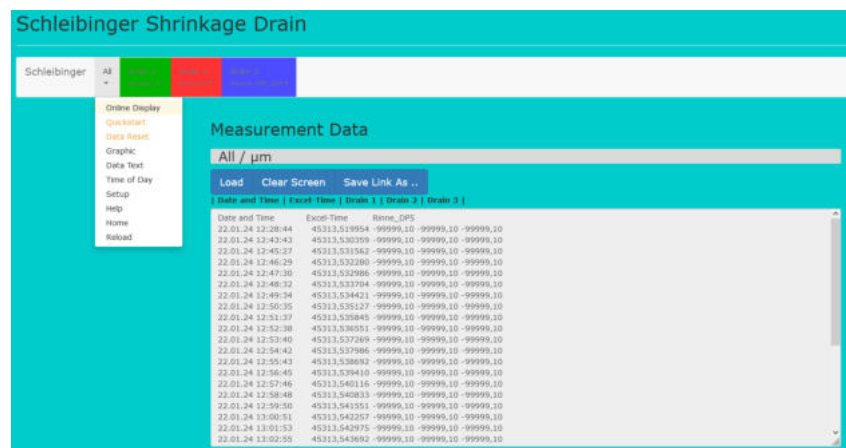 Schleibinger Shrinkage Drain
Schleibinger All
Online Display
Quickstart
Data Reset
Graphic
Data Text
Time of Day
Setup
Help
Home
Reload
Measurement Data
All / µm
Load Clear Screen Save Link As ..
| Date and Time | Excel-Time | Drain 1 | Drain 2 | Drain 3 |
Date and Time Excel-Time Rinne_DPS
22.01.24 12:28:44 45313,519954 -99999,10 -99999,10 -99999,10
22.01.24 12:43:43 45313,530359 -99999,10 -99999,10 -99999,10
22.01.24 12:45:27 45313,531562 -99999,10 -99999,10 -99999,10
22.01.24 12:46:29 45313,532280 -99999,10 -99999,10 -99999,10
22.01.24 12:47:30 45313,532986 -99999,10 -99999,10 -99999,10
22.01.24 12:48:32 45313,533704 -99999,10 -99999,10 -99999,10
22.01.24 12:49:34 45313,534421 -99999,10 -99999,10 -99999,10
22.01.24 12:50:35 45313,535127 -99999,10 -99999,10 -99999,10
22.01.24 12:51:37 45313,535845 -99999,10 -99999,10 -99999,10
22.01.24 12:52:38 45313,536551 -99999,10 -99999,10 -99999,10
22.01.24 12:53:40 45313,537269 -99999,10 -99999,10 -99999,10
22.01.24 12:54:42 45313,537986 -99999,10 -99999,10 -99999,10
22.01.24 12:55:43 45313,538692 -99999,10 -99999,10 -99999,10
22.01.24 12:56:45 45313,539410 -99999,10 -99999,10 -99999,10
22.01.24 12:57:46 45313,540116 -99999,10 -99999,10 -99999,10
22.01.24 12:58:48 45313,540833 -99999,10 -99999,10 -99999,10
22.01.24 12:59:50 45313,541551 -99999,10 -99999,10 -99999,10
22.01.24 13:00:51 45313,542257 -99999,10 -99999,10 -99999,10
22.01.24 13:01:53 45313,542975 -99999,10 -99999,10 -99999,10
22.01.24 13:02:55 45313,543692 -99999,10 -99999,10 -99999,10